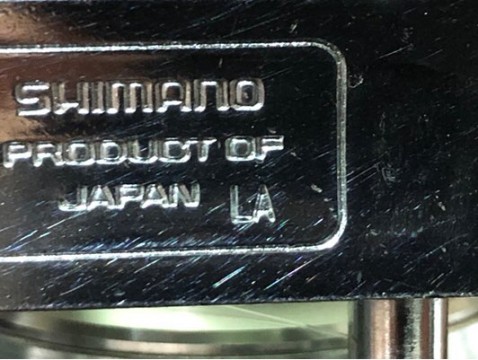 SHIMANO
PRODUCT OF
JAPAN LA